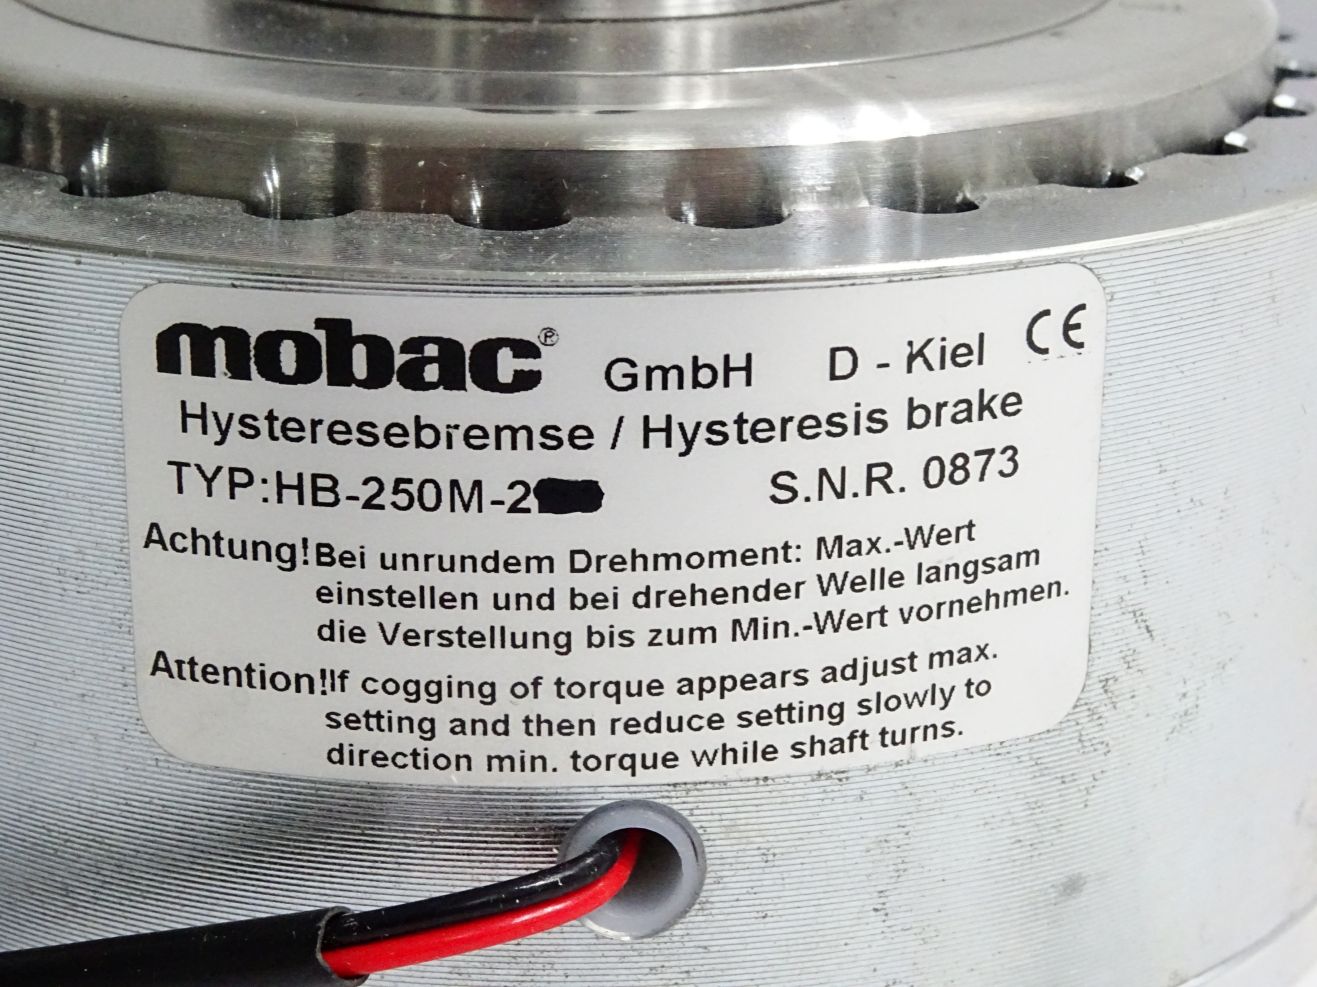 mobac® GmbH D - Kiel CE
Hysteresebremse / Hysteresis brake
TYP:HB-250M-2 S.N.R. 0873
Achtung! Bei unrundem Drehmoment: Max.-Wert
einstellen und bei drehender Welle langsam
die Verstellung bis zum Min.-Wert vornehmen.
Attention! If cogging of torque appears adjust max.
setting and then reduce setting slowly to
direction min. torque while shaft turns.